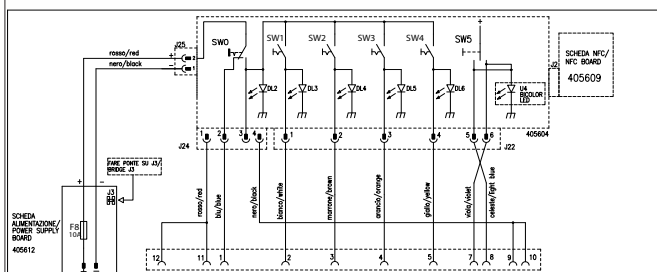 J25
rosso/red
nero/black
+
-
2
1
SW0
SW1
SW2
SW3
SW4
SW5
+
SCHEDA NFC/
NFC BOARD
405609
J2
DL2
DL3
DL4
DL5
DL6
U4
BICOLOR
LED
405604
J24
1
2
3
4
J22
1
2
3
4
5
6
FARE PONTE SU J3/
BRIDGE J3
rosso/red
blu/blue
nero/black
bianco/white
marrone/brown
arancio/orange
giallo/yellow
viola/violet
celeste/light blue
+
-
J3
SCHEDA
ALIMENTAZIONE/
POWER SUPPLY
BOARD
405612
F8
10A
12
11
1
2
3
4
5
7
8
9
10